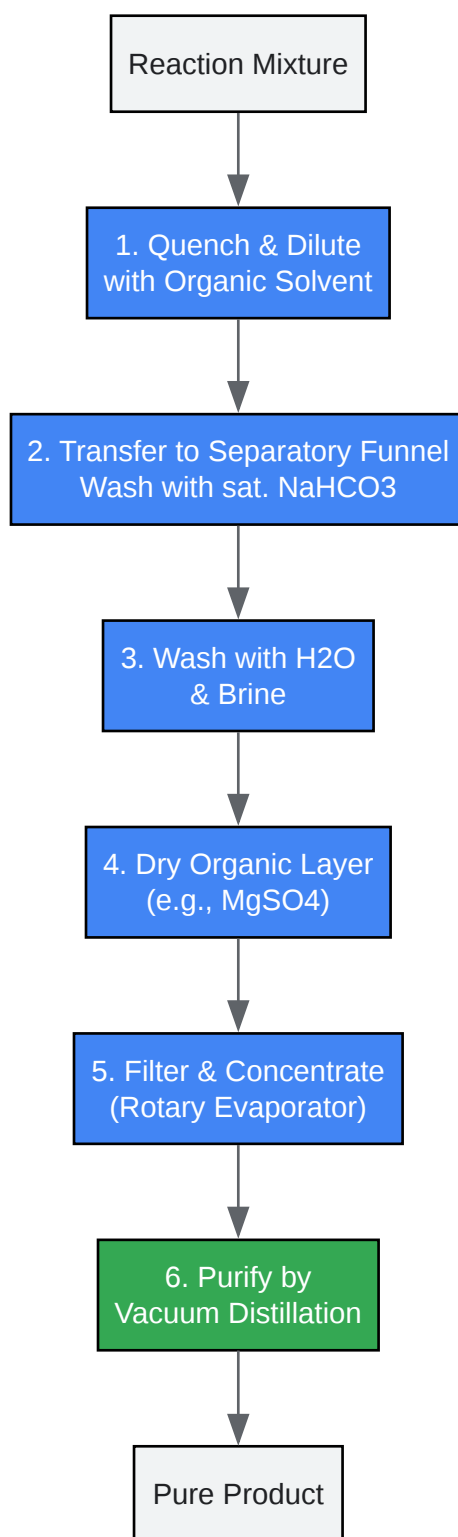 Reaction Mixture
1. Quench & Dilute
with Organic Solvent
2. Transfer to Separatory Funnel
Wash with sat. NaHCO3
3. Wash with H2O
& Brine
4. Dry Organic Layer
(e.g., MgSO4)
5. Filter & Concentrate
(Rotary Evaporator)
6. Purify by
Vacuum Distillation
Pure Product